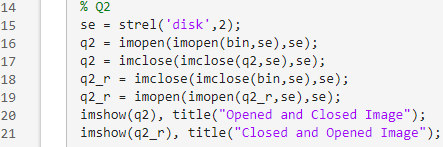 14 % Q2
15 se = strel('disk',2);
16 q2 = imopen(imopen(bin,se),se);
17 q2 = imclose(imclose(q2,se),se);
18 q2_r = imclose(imclose(bin,se),se);
19 q2_r = imopen(imopen(q2_r,se),se);
20 imshow(q2), title("Opened and Closed Image");
21 imshow(q2_r), title("Closed and Opened Image");